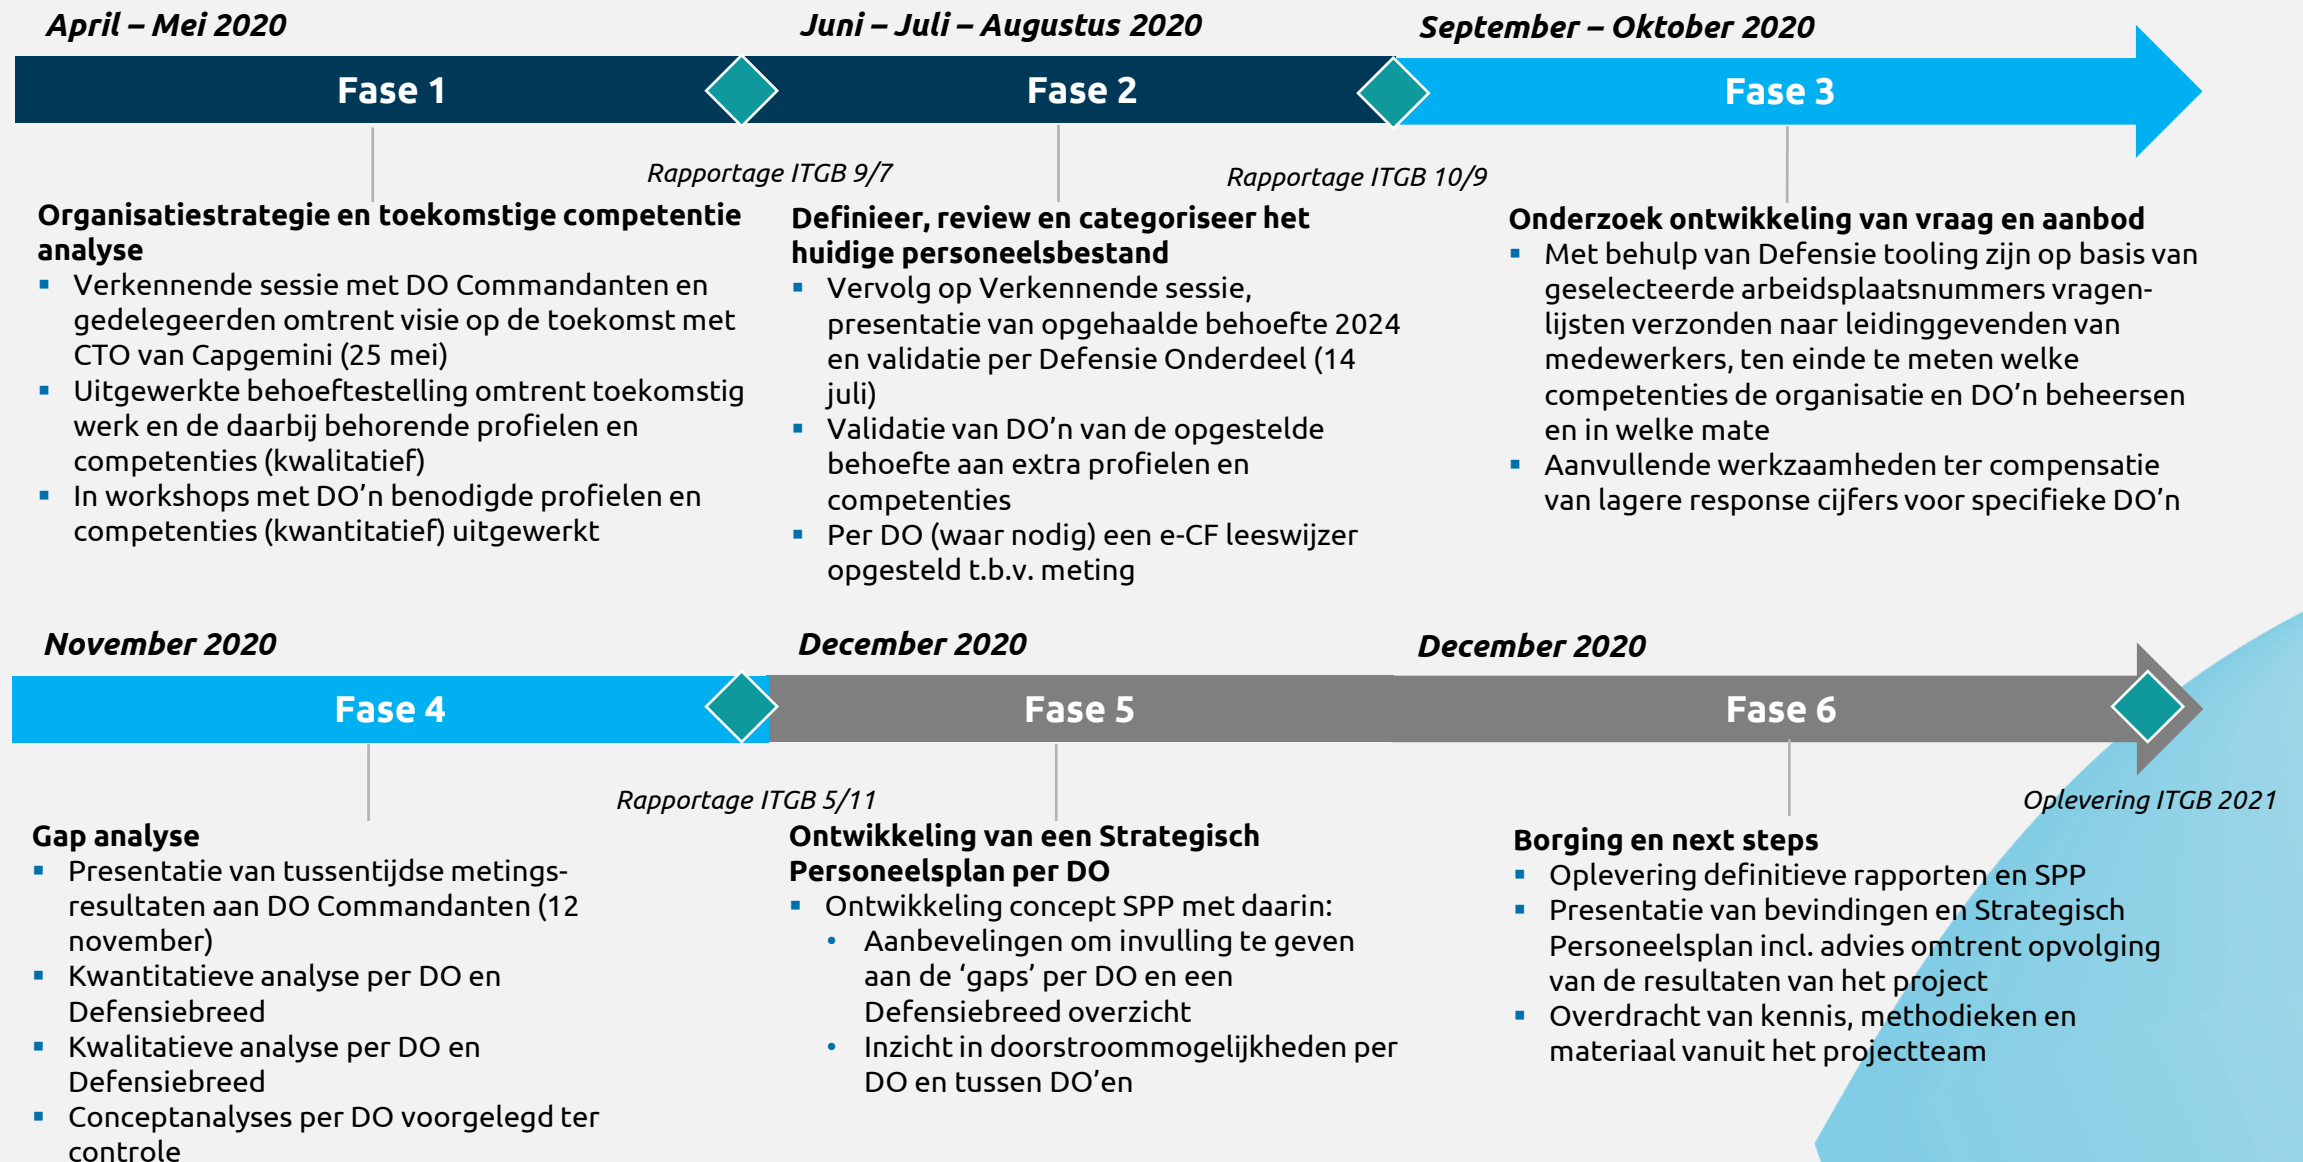 April – Mei 2020
Juni – Juli – Augustus 2020
September – Oktober 2020
Fase 1
Fase 2
Fase 3
Rapportage ITGB 9/7
Rapportage ITGB 10/9
Organisatiestrategie en toekomstige competentie
analyse
▪ Verkennende sessie met DO Commandanten en
gedelegeerden omtrent visie op de toekomst met
CTO van Capgemini (25 mei)
▪ Uitgewerkte behoeftestelling omtrent toekomstig
werk en de daarbij behorende profielen en
competenties (kwalitatief)
▪ In workshops met DO’n benodigde profielen en
competenties (kwantitatief) uitgewerkt
Definieer, review en categoriseer het
huidige personeelsbestand
▪ Vervolg op Verkennende sessie,
presentatie van opgehaalde behoefte 2024
en validatie per Defensie Onderdeel (14
juli)
▪ Validatie van DO’n van de opgestelde
behoefte aan extra profielen en
competenties
▪ Per DO (waar nodig) een e-CF leeswijzer
opgesteld t.b.v. meting
Onderzoek ontwikkeling van vraag en aanbod
▪ Met behulp van Defensie tooling zijn op basis van
geselecteerde arbeidsplaatsnummers vragen-
lijsten verzonden naar leidinggevenden van
medewerkers, ten einde te meten welke
competenties de organisatie en DO’n beheersen
en in welke mate
▪ Aanvullende werkzaamheden ter compensatie
van lagere response cijfers voor specifieke DO’n
November 2020
December 2020
December 2020
Fase 4
Fase 5
Fase 6
Rapportage ITGB 5/11
Oplevering ITGB 2021
Gap analyse
▪ Presentatie van tussentijdse metings-
resultaten aan DO Commandanten (12
november)
▪ Kwantitatieve analyse per DO en
Defensiebreed
▪ Kwalitatieve analyse per DO en
Defensiebreed
▪ Conceptanalyses per DO voorgelegd ter
controle
Ontwikkeling van een Strategisch
Personeelsplan per DO
▪ Ontwikkeling concept SPP met daarin:
• Aanbevelingen om invulling te geven
aan de ‘gaps’ per DO en een
Defensiebreed overzicht
• Inzicht in doorstroommogelijkheden per
DO en tussen DO’en
Borging en next steps
▪ Oplevering definitieve rapporten en SPP
▪ Presentatie van bevindingen en Strategisch
Personeelsplan incl. advies omtrent opvolging
van de resultaten van het project
▪ Overdracht van kennis, methodieken en
materiaal vanuit het projectteam